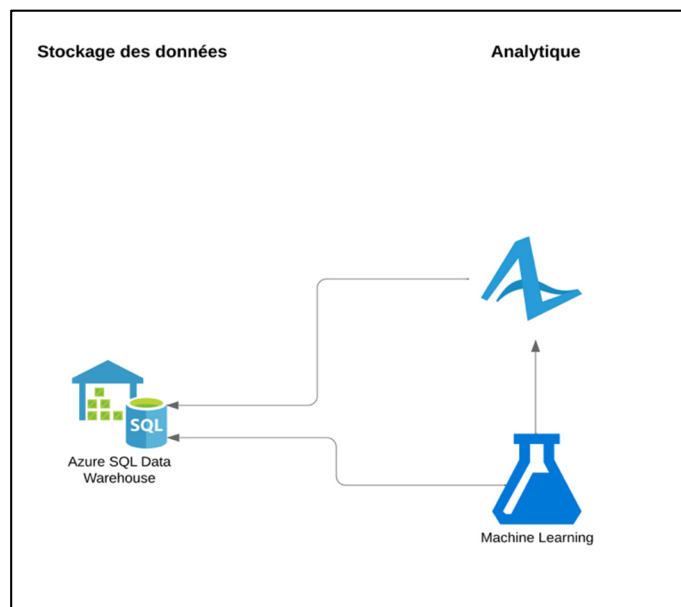 Stockage des données
Analytique
SQL
Azure SQL Data
Warehouse
Machine Learning